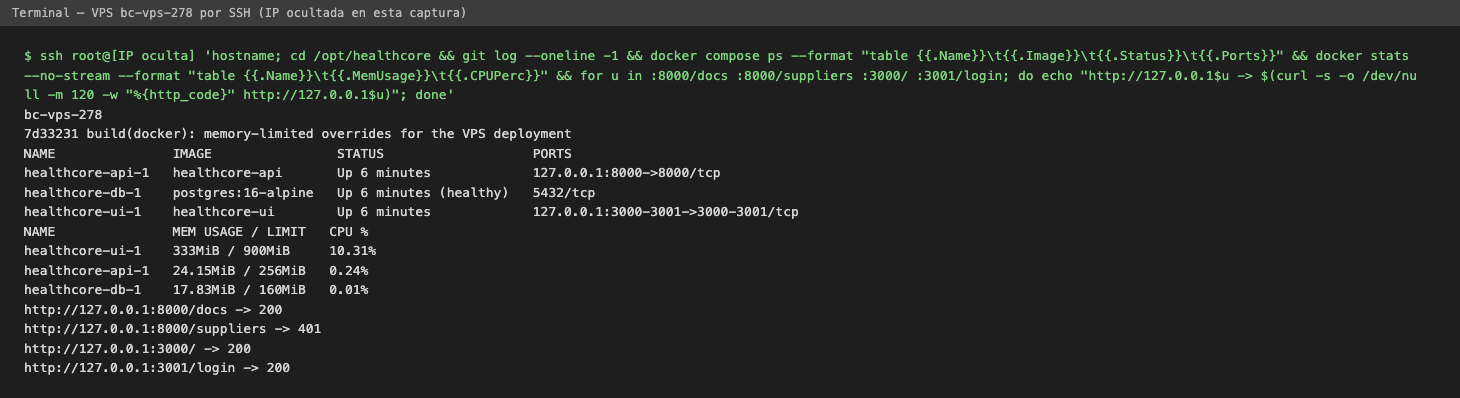 Terminal — VPS bc-vps-278 por SSH (IP ocultada en esta captura)
$ ssh root@[IP oculta] 'hostname; cd /opt/healthcore && git log --oneline -1 && docker compose ps --format "table {{.Name}}\t{{.Image}}\t{{.Status}}\t{{.Ports}}" && docker stats
--no-stream --format "table {{.Name}}\t{{.MemUsage}}\t{{.CPUPerc}}" && for u in :8000/docs :8000/suppliers :3000/ :3001/login; do echo "http://127.0.0.1$u -> $(curl -s -o /dev/nu
ll -m 120 -w "%{http_code}" http://127.0.0.1$u)"; done'
bc-vps-278
7d33231 build(docker): memory-limited overrides for the VPS deployment
NAME               IMAGE                STATUS                   PORTS
healthcore-api-1   healthcore-api       Up 6 minutes             127.0.0.1:8000->8000/tcp
healthcore-db-1    postgres:16-alpine   Up 6 minutes (healthy)   5432/tcp
healthcore-ui-1    healthcore-ui        Up 6 minutes             127.0.0.1:3000-3001->3000-3001/tcp
NAME               MEM USAGE / LIMIT   CPU %
healthcore-ui-1    333MiB / 900MiB     10.31%
healthcore-api-1   24.15MiB / 256MiB   0.24%
healthcore-db-1    17.83MiB / 160MiB   0.01%
http://127.0.0.1:8000/docs -> 200
http://127.0.0.1:8000/suppliers -> 401
http://127.0.0.1:3000/ -> 200
http://127.0.0.1:3001/login -> 200